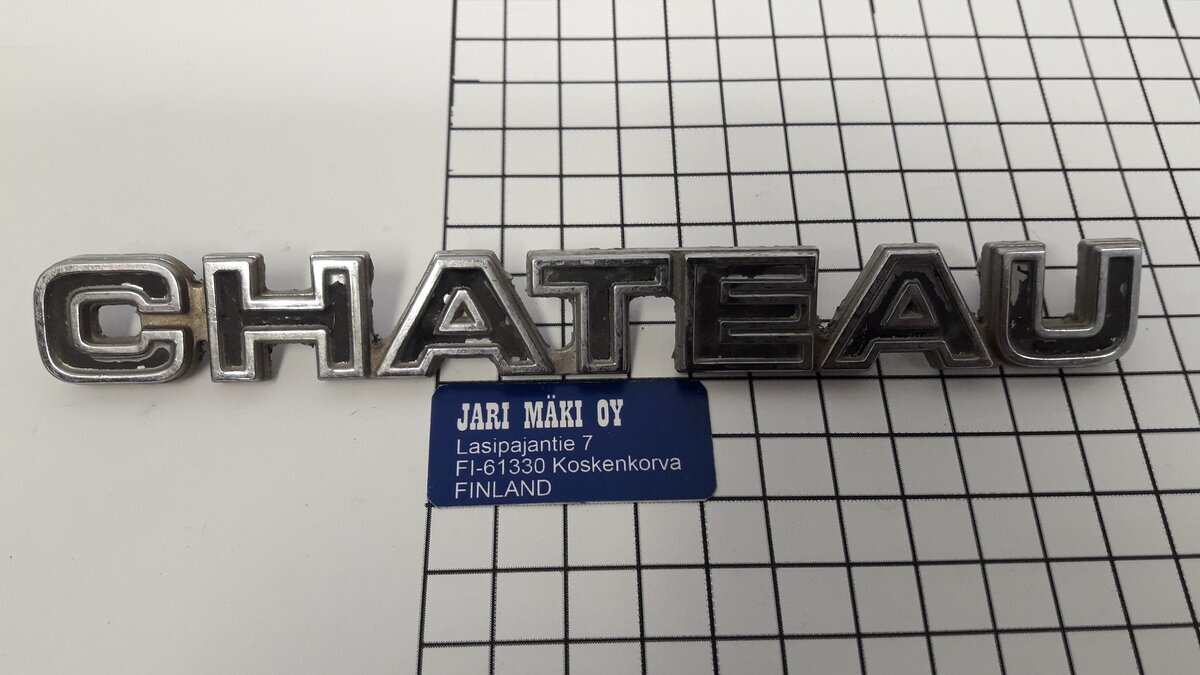 CHATEAU
JARI MÄKI OY
Lasipajantie 7
FI-61330 Koskenkorva
FINLAND